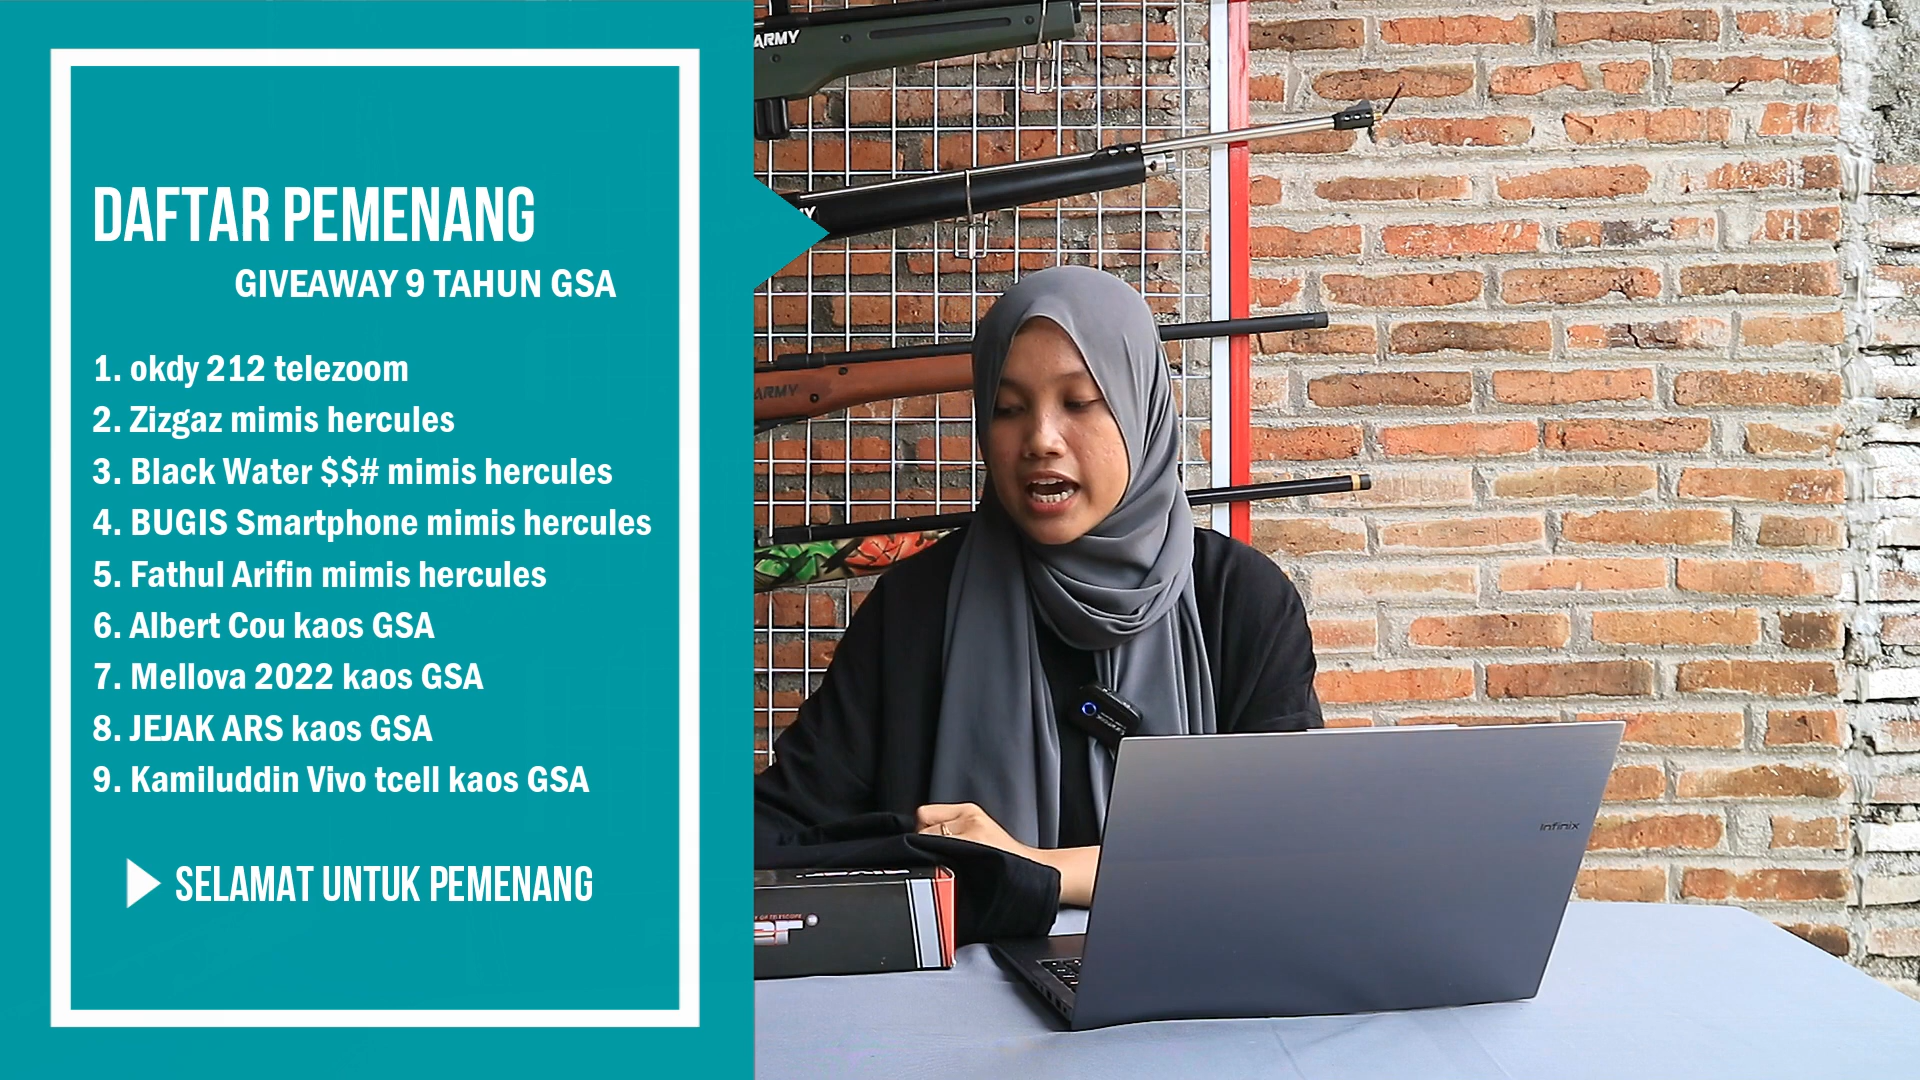 DAFTAR PEMENANG
GIVEAWAY 9 TAHUN GSA
1. okdy 212 telezoom
2. Zizgaz mimis hercules
3. Black Water $$# mimis hercules
4. BUGIS Smartphone mimis hercules
5. Fathul Arifin mimis hercules
6. Albert Cou kaos GSA
7. Mellova 2022 kaos GSA
8. JEJAK ARS kaos GSA
9. Kamiluddin Vivo tcell kaos GSA
SELAMAT UNTUK PEMENANG
ARMY
ARMY
Infinix